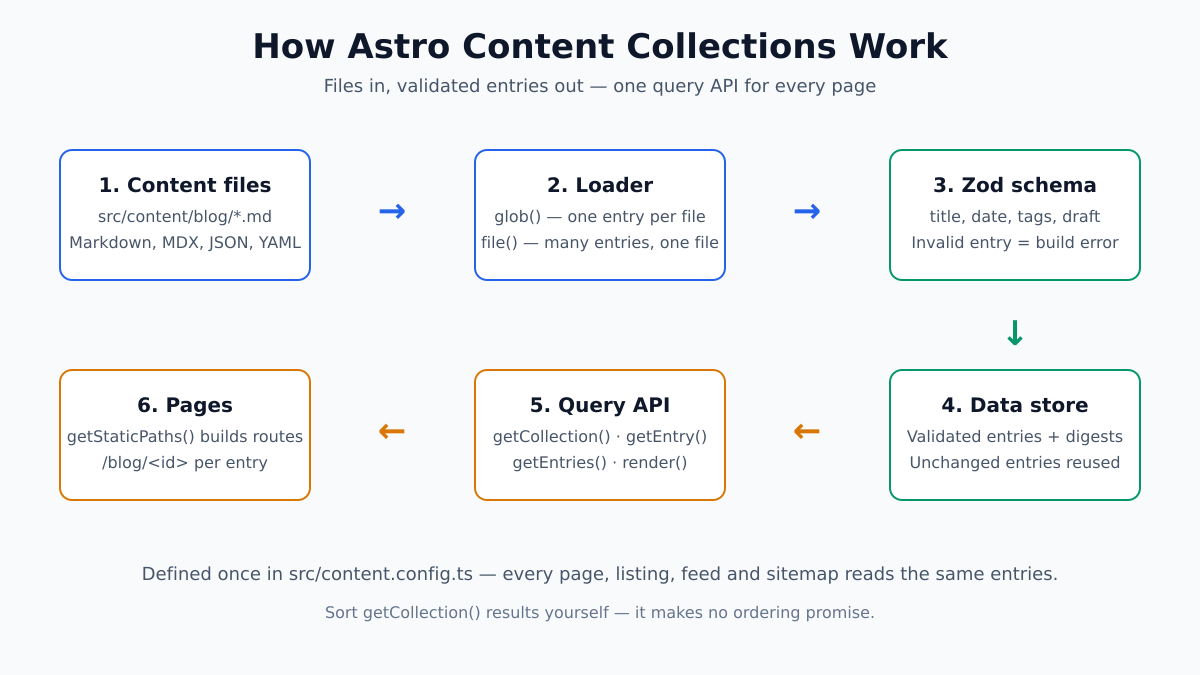 How Astro Content Collections Work
Files in, validated entries out — one query API for every page
1. Content files
src/content/blog/*.md
Markdown, MDX, JSON, YAML
→
2. Loader
glob() — one entry per file
file() — many entries, one file
→
3. Zod schema
title, date, tags, draft
Invalid entry = build error
↓
4. Data store
Validated entries + digests
Unchanged entries reused
←
5. Query API
getCollection() · getEntry()
getEntries() · render()
←
6. Pages
getStaticPaths() builds routes
/blog/<id> per entry
Defined once in src/content.config.ts — every page, listing, feed and sitemap reads the same entries.
Sort getCollection() results yourself — it makes no ordering promise.